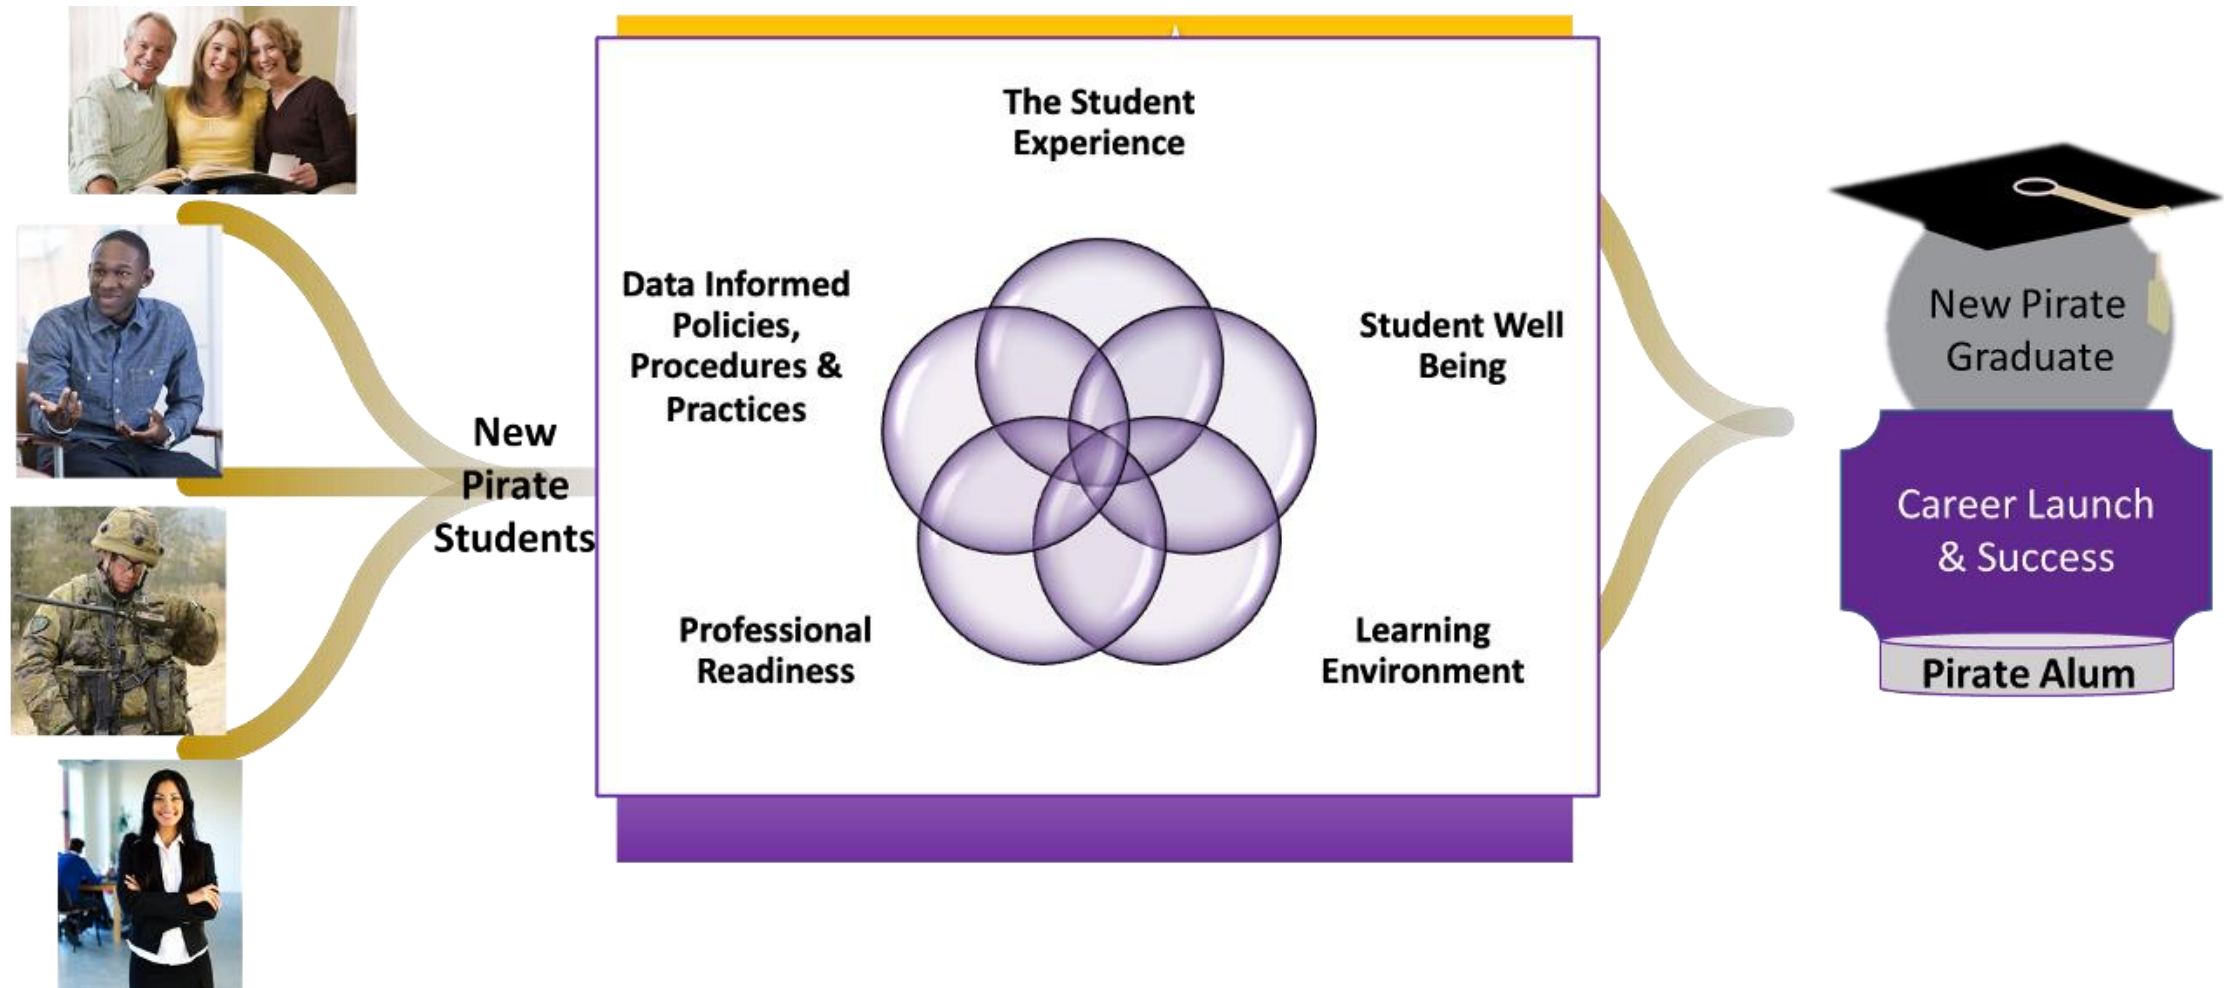 New
Pirate
Students
The Student
Experience
Data Informed
Policies,
Procedures &
Practices
Student Well
Being
Professional
Readiness
Learning
Environment
New Pirate
Graduate
Career Launch
& Success
Pirate Alum